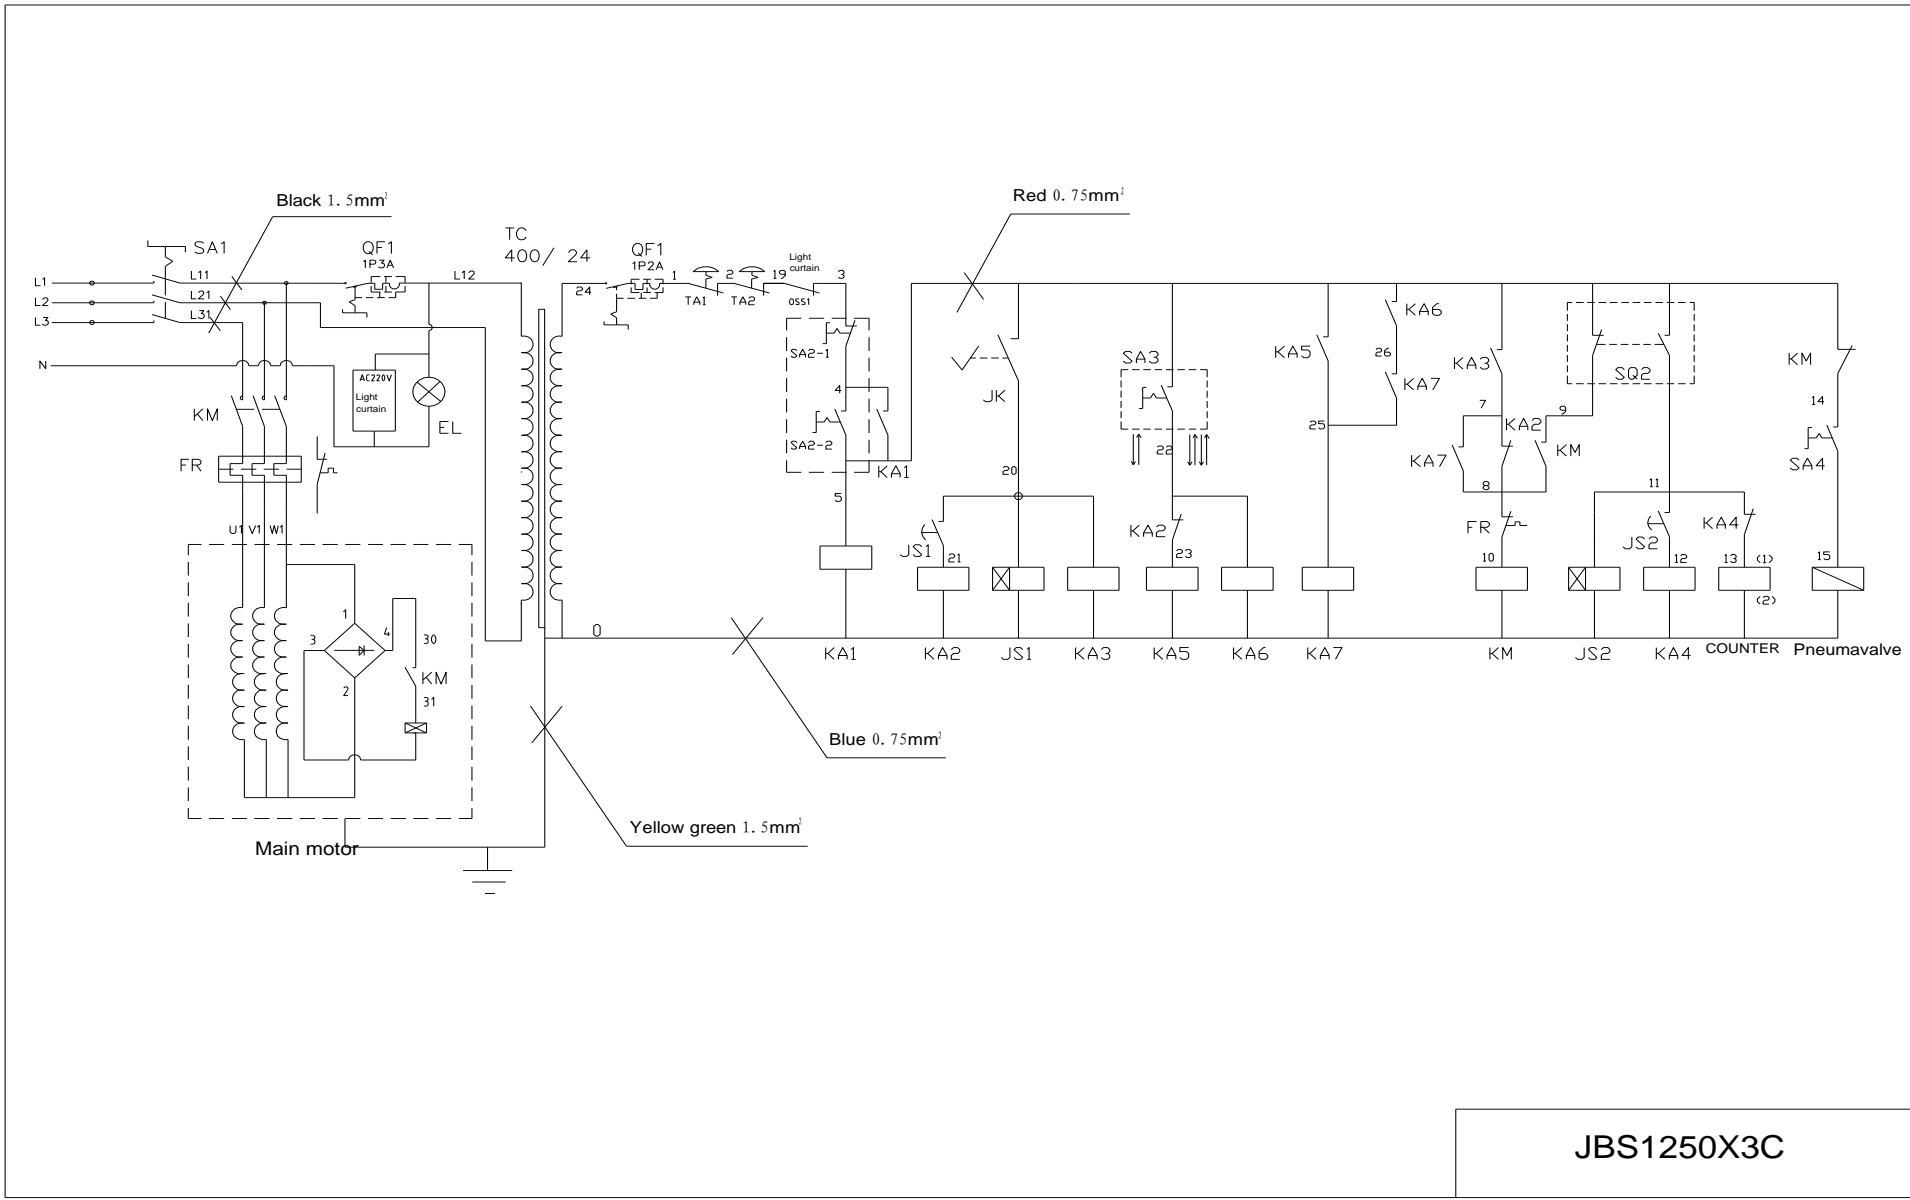 Black 1.5mm²
Red 0.75mm²
TC
400/ 24
SA1
QF1
1P3A
QF1
1P2A
Light
curtain
L1
L11
L12
24
1
2
19
3
L2
L21
TA1
TA2
OSS1
L3
L31
N
AC220V
Light
curtain
EL
KM
FR
SA2-1
4
SA2-2
KA1
5
JK
20
SA3
22
KA5
KA6
26
KA7
25
KA3
7
KA2
9
KA7
KM
8
SQ2
KM
14
SA4
11
U1
V1
W1
JS1
21
KA2
23
FR
10
JS2
12
KA4
13
(1)
(2)
15
1
3
4
2
30
KM
31
0
KA1
KA2
JS1
KA3
KA5
KA6
KA7
KM
JS2
KA4
COUNTER
Pneumavalve
Blue 0.75mm²
Yellow green 1.5mm²
Main motor
JBS1250X3C